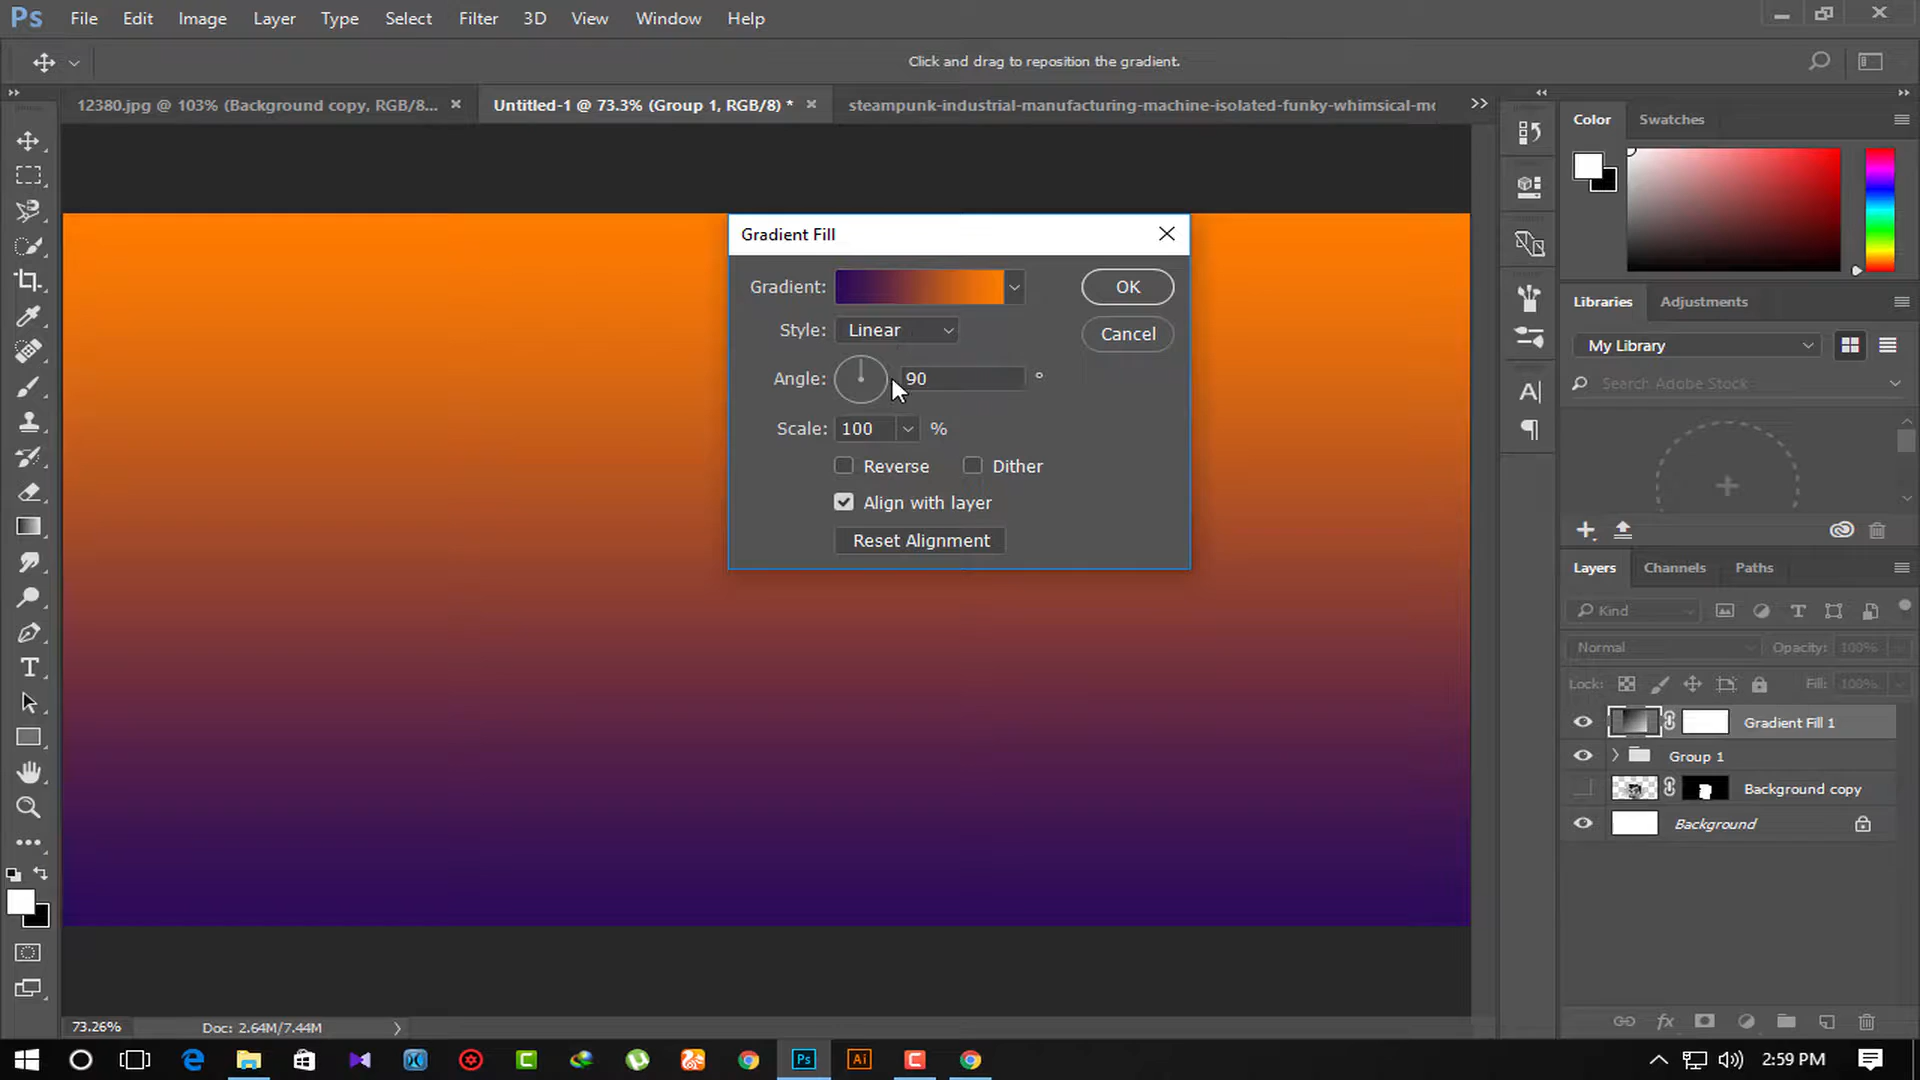 Ps File Edit Image Layer Type Select Filter 3D View Window Help
Click and drag to reposition the gradient.
12380.jpg @ 103% (Background copy, RGB/8...
Untitled-1 @ 73.3% (Group 1, RGB/8) *
steampunk-industrial-manufacturing-machine-isolated-funky-whimsical-mo
Color Swatches
Gradient Fill
Gradient:
OK
Style: Linear
Cancel
Angle: 90 °
Scale: 100 %
Reverse Dither
Align with layer
Reset Alignment
Libraries Adjustments
My Library
Search Adobe Stock
Layers Channels Paths
Kind
Normal Opacity: 100%
Lock: Fill: 100%
Gradient Fill 1
Group 1
Background copy
Background
73.26% Doc: 2.64M/7.44M
Ps Ai
2:59 PM